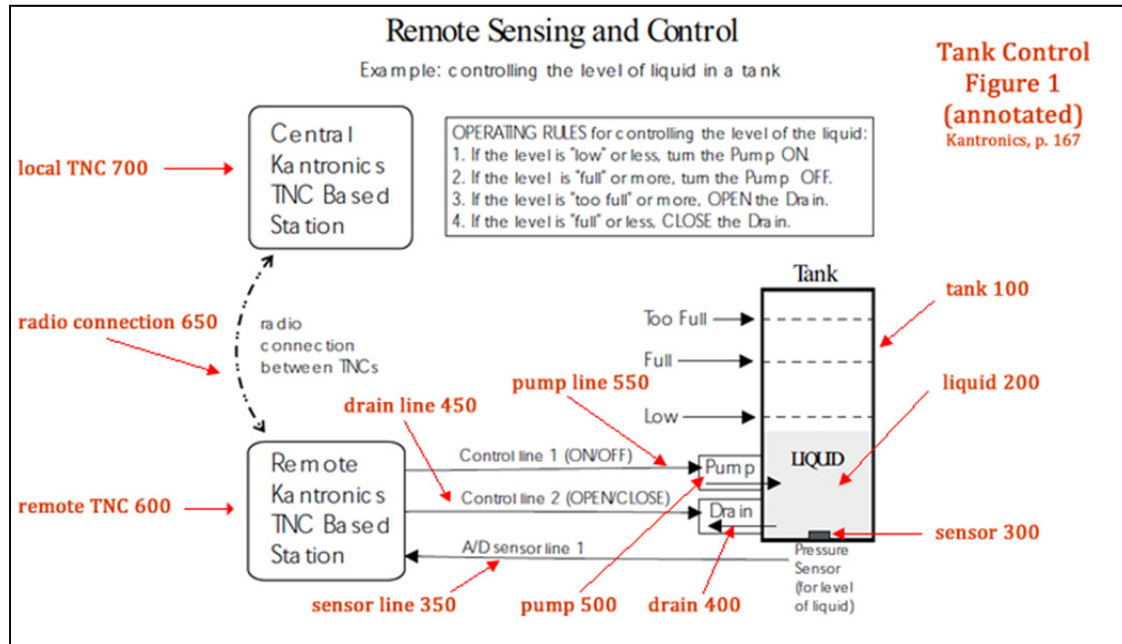 Remote Sensing and Control
Example: controlling the level of liquid in a tank
Tank Control
Figure 1
(annotated)
Kantronics, p. 167
local TNC 700
Central
Kantronics
TNC Based
Station
OPERATING RULES for controlling the level of the liquid:
1. If the level is "low" or less, turn the Pump ON.
2. If the level is "full" or more, turn the Pump OFF.
3. If the level is "too full" or more, OPEN the Drain.
4. If the level is "full" or less, CLOSE the Drain.
radio connection 650
radio
connection
between TNCs
Tank
tank 100
Too Full
Full
Low
pump line 550
drain line 450
liquid 200
remote TNC 600
Remote
Kantronics
TNC Based
Station
Control line 1 (ON/OFF)
Control line 2 (OPEN/CLOSE)
A/D sensor line 1
Pump
Drain
LIQUID
sensor 300
Pressure
Sensor
(for level
of liquid)
sensor line 350
pump 500
drain 400